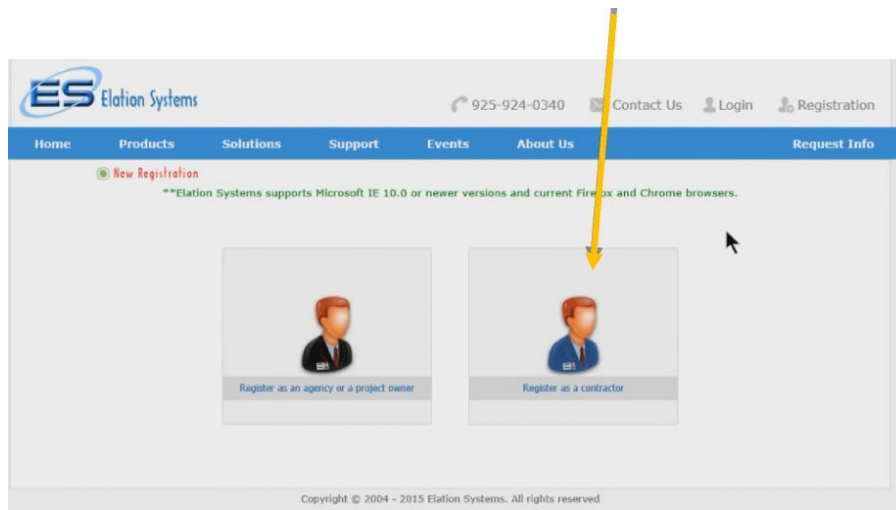 ES Elation Systems
925-924-0340 Contact Us Login Registration
Home Products Solutions Support Events About Us Request Info
New Registration
**Elation Systems supports Microsoft IE 10.0 or newer versions and current Firefox and Chrome browsers.
Register as an agency or a project owner
Register as a contractor
Copyright © 2004 - 2015 Elation Systems. All rights reserved